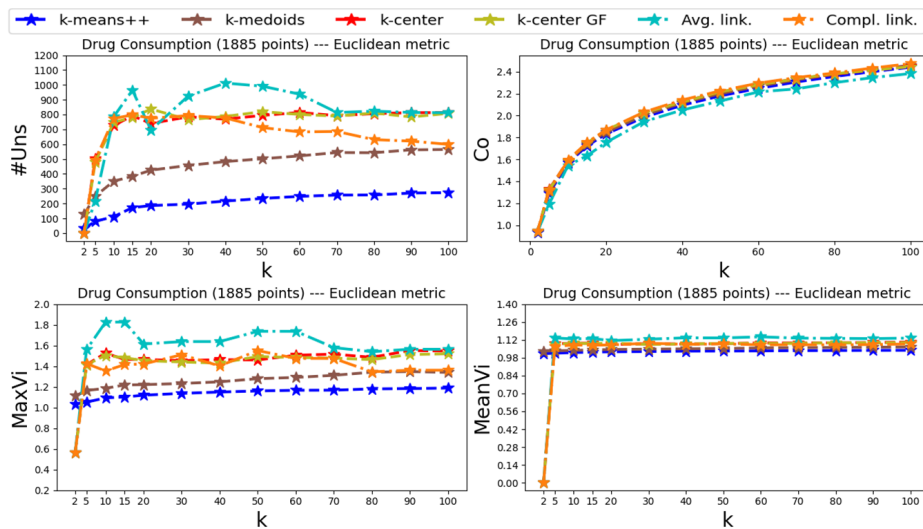 k-means++ k-medoids k-center k-center GF Avg. link. Compl. link.
Drug Consumption (1885 points) --- Euclidean metric
#Uns
1200
1100
1000
900
800
700
600
500
400
300
200
100
0
2 5 10 15 20 30 40 50 60 70 80 90 100
k
Drug Consumption (1885 points) --- Euclidean metric
Co
2.4
2.2
2.0
1.8
1.6
1.4
1.2
1.0
0 20 40 60 80 100
k
Drug Consumption (1885 points) --- Euclidean metric
MaxVi
2.0
1.8
1.6
1.4
1.2
1.0
0.8
0.6
0.4
0.2
2 5 10 15 20 30 40 50 60 70 80 90 100
k
Drug Consumption (1885 points) --- Euclidean metric
MeanVi
1.40
1.26
1.12
0.98
0.84
0.70
0.56
0.42
0.28
0.14
0.00
2 5 10 15 20 30 40 50 60 70 80 90 100
k